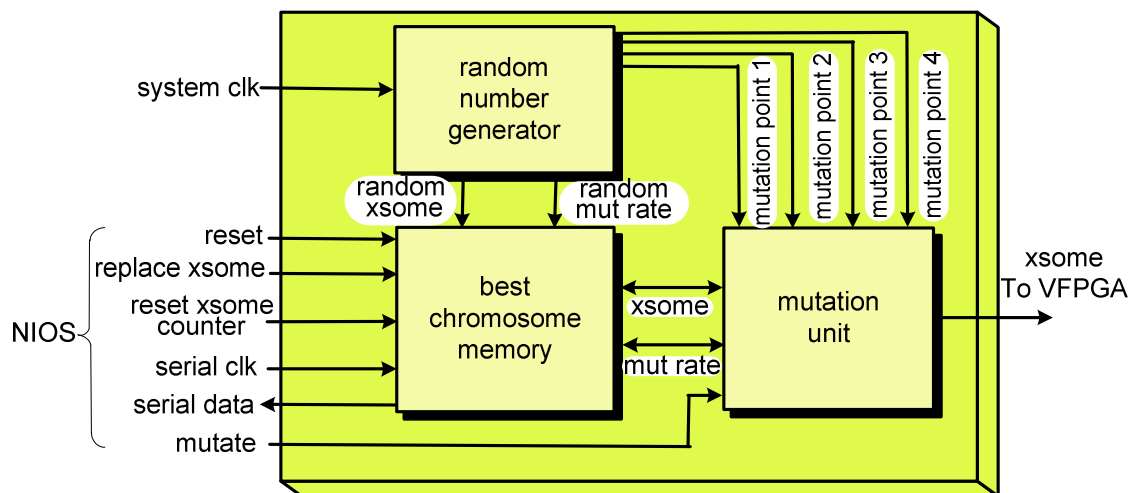 system clk
random
number
generator
mutation point 1
mutation point 2
mutation point 3
mutation point 4
random
xsome
random
mut rate
NIOS
reset
replace xsome
reset xsome
counter
serial clk
serial data
mutate
best
chromosome
memory
xsome
mut rate
mutation
unit
xsome
To VFPGA